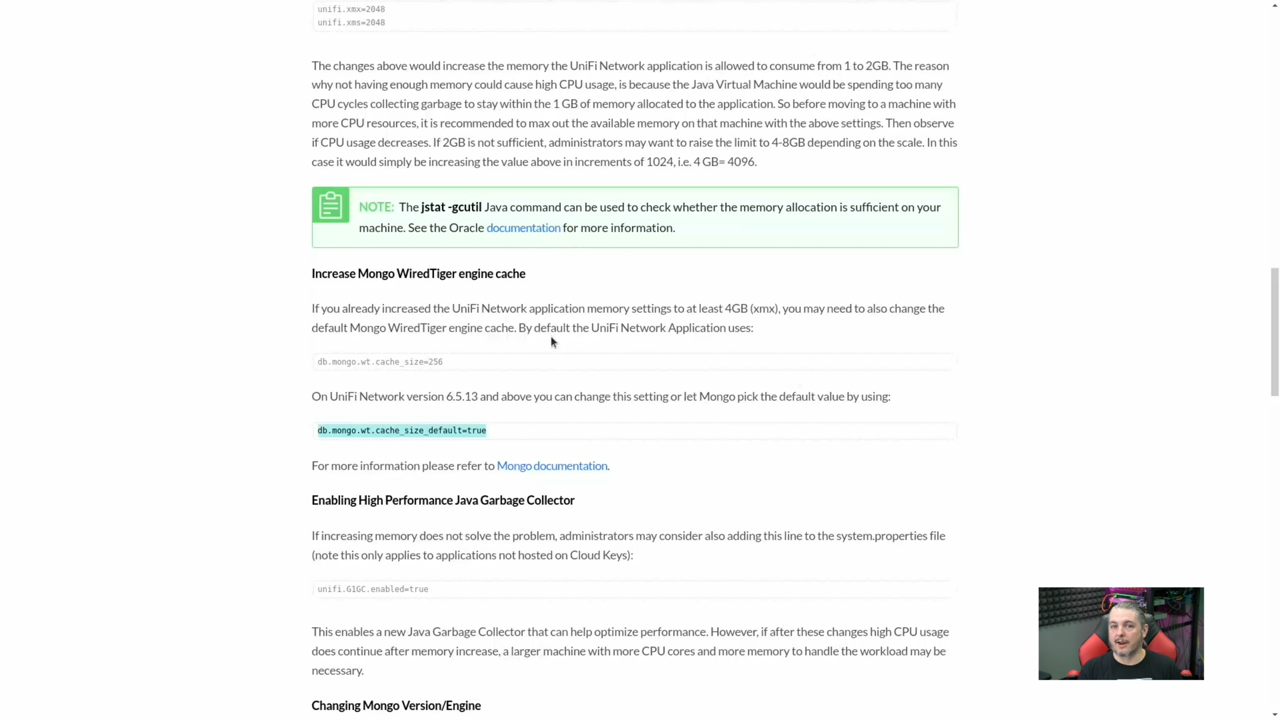 unifi.xmx=2048
unifi.xms=2048
The changes above would increase the memory the UniFi Network application is allowed to consume from 1 to 2GB. The reason
why not having enough memory could cause high CPU usage, is because the Java Virtual Machine would be spending too many
CPU cycles collecting garbage to stay within the 1 GB of memory allocated to the application. So before moving to a machine with
more CPU resources, it is recommended to max out the available memory on that machine with the above settings. Then observe
if CPU usage decreases. If 2GB is not sufficient, administrators may want to raise the limit to 4-8GB depending on the scale. In this
case it would simply be increasing the value above in increments of 1024, i.e. 4 GB= 4096.
NOTE: The jstat -gcutil Java command can be used to check whether the memory allocation is sufficient on your
machine. See the Oracle documentation for more information.
Increase Mongo WiredTiger engine cache
If you already increased the UniFi Network application memory settings to at least 4GB (xmx), you may need to also change the
default Mongo WiredTiger engine cache. By default the UniFi Network Application uses:
db.mongo.wt.cache_size=256
On UniFi Network version 6.5.13 and above you can change this setting or let Mongo pick the default value by using:
db.mongo.wt.cache_size_default=true
For more information please refer to Mongo documentation.
Enabling High Performance Java Garbage Collector
If increasing memory does not solve the problem, administrators may consider also adding this line to the system.properties file
(note this only applies to applications not hosted on Cloud Keys):
unifi.G1GC.enabled=true
This enables a new Java Garbage Collector that can help optimize performance. However, if after these changes high CPU usage
does continue after memory increase, a larger machine with more CPU cores and more memory to handle the workload may be
necessary.
Changing Mongo Version/Engine